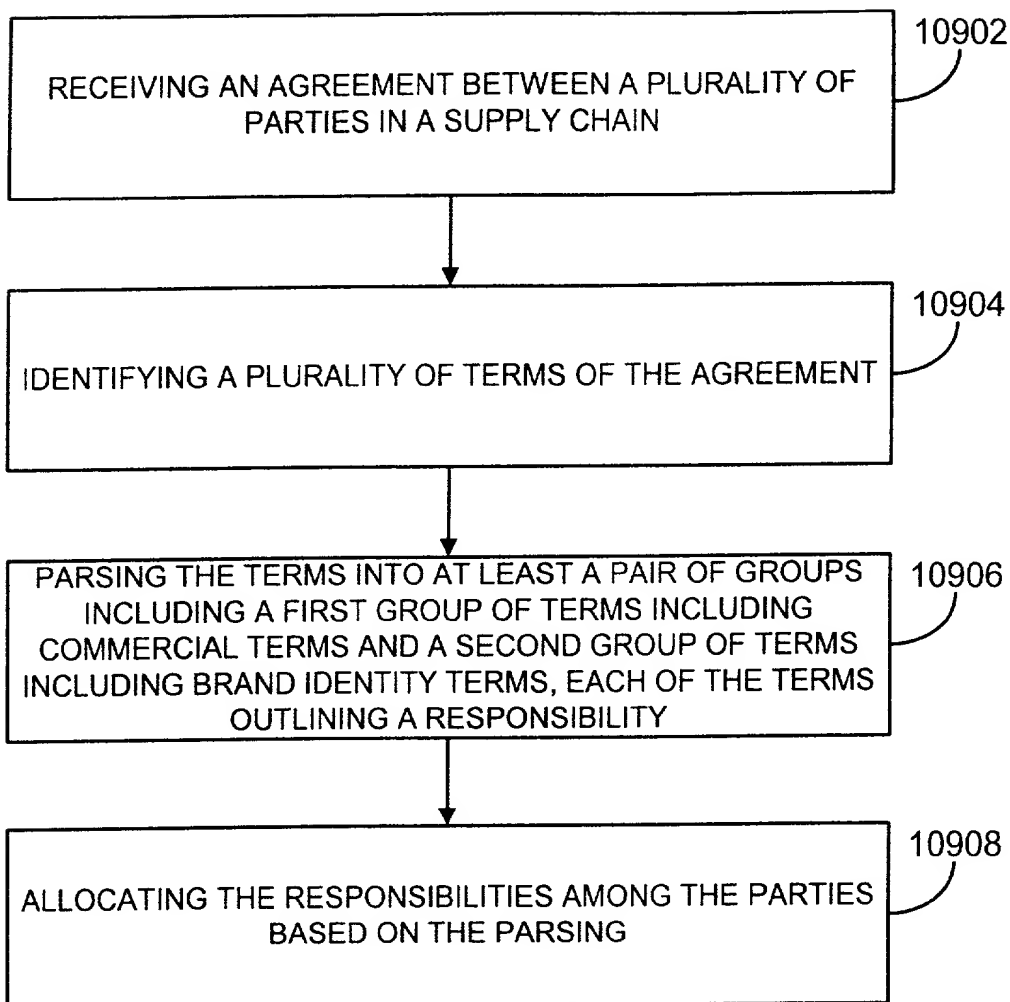 10902
RECEIVING AN AGREEMENT BETWEEN A PLURALITY OF
PARTIES IN A SUPPLY CHAIN
10904
IDENTIFYING A PLURALITY OF TERMS OF THE AGREEMENT
10906
PARSING THE TERMS INTO AT LEAST A PAIR OF GROUPS
INCLUDING A FIRST GROUP OF TERMS INCLUDING
COMMERCIAL TERMS AND A SECOND GROUP OF TERMS
INCLUDING BRAND IDENTITY TERMS, EACH OF THE TERMS
OUTLINING A RESPONSIBILITY
10908
ALLOCATING THE RESPONSIBILITIES AMONG THE PARTIES
BASED ON THE PARSING